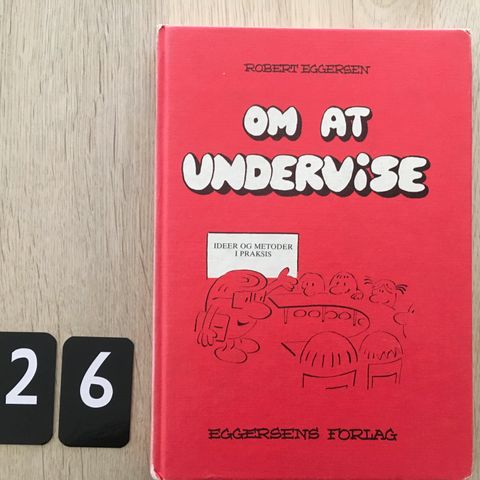 ROBERT EGGERSEN
OM AT
UNDERVISE
IDEER OG METODER
I PRAKSIS
EGGERSENS FORLAG
2 6